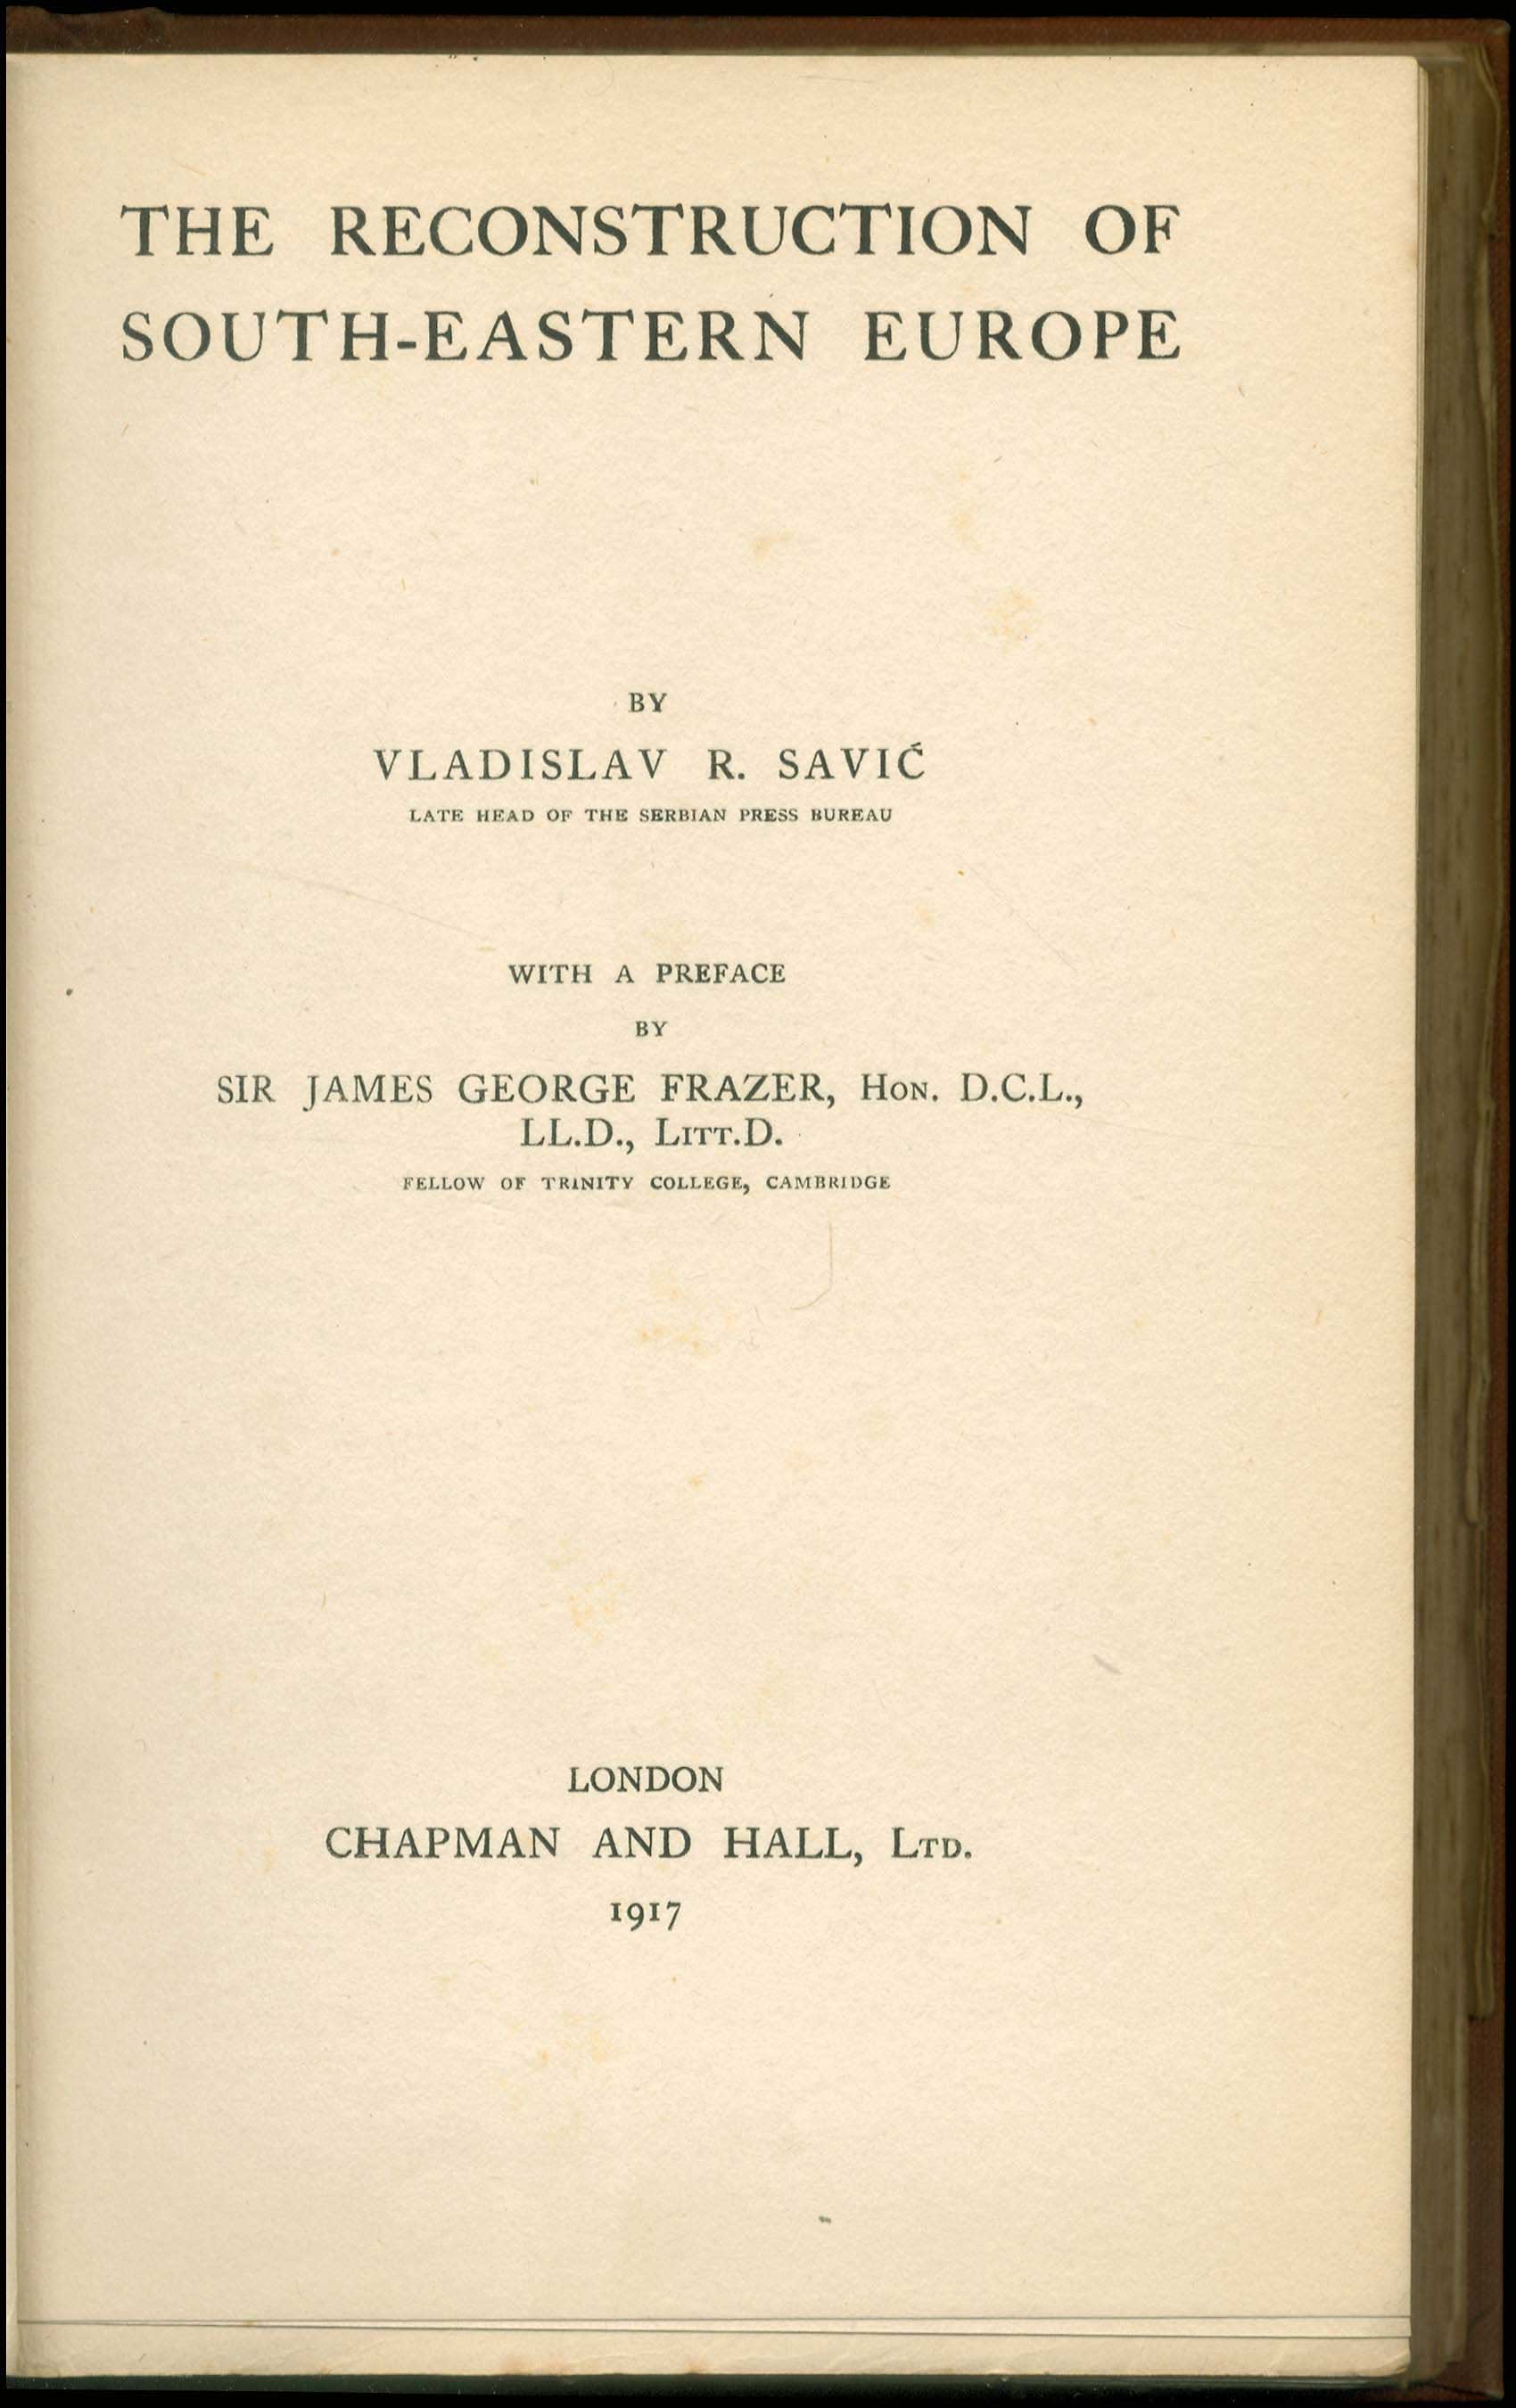 THE RECONSTRUCTION OF
SOUTH-EASTERN EUROPE
BY
VLADISLAV R. SAVIĆ
LATE HEAD OF THE SERBIAN PRESS BUREAU
WITH A PREFACE
BY
SIR JAMES GEORGE FRAZER, HON. D.C.L.,
LL.D., LITT.D.
FELLOW OF TRINITY COLLEGE, CAMBRIDGE
LONDON
CHAPMAN AND HALL, LTD.
1917